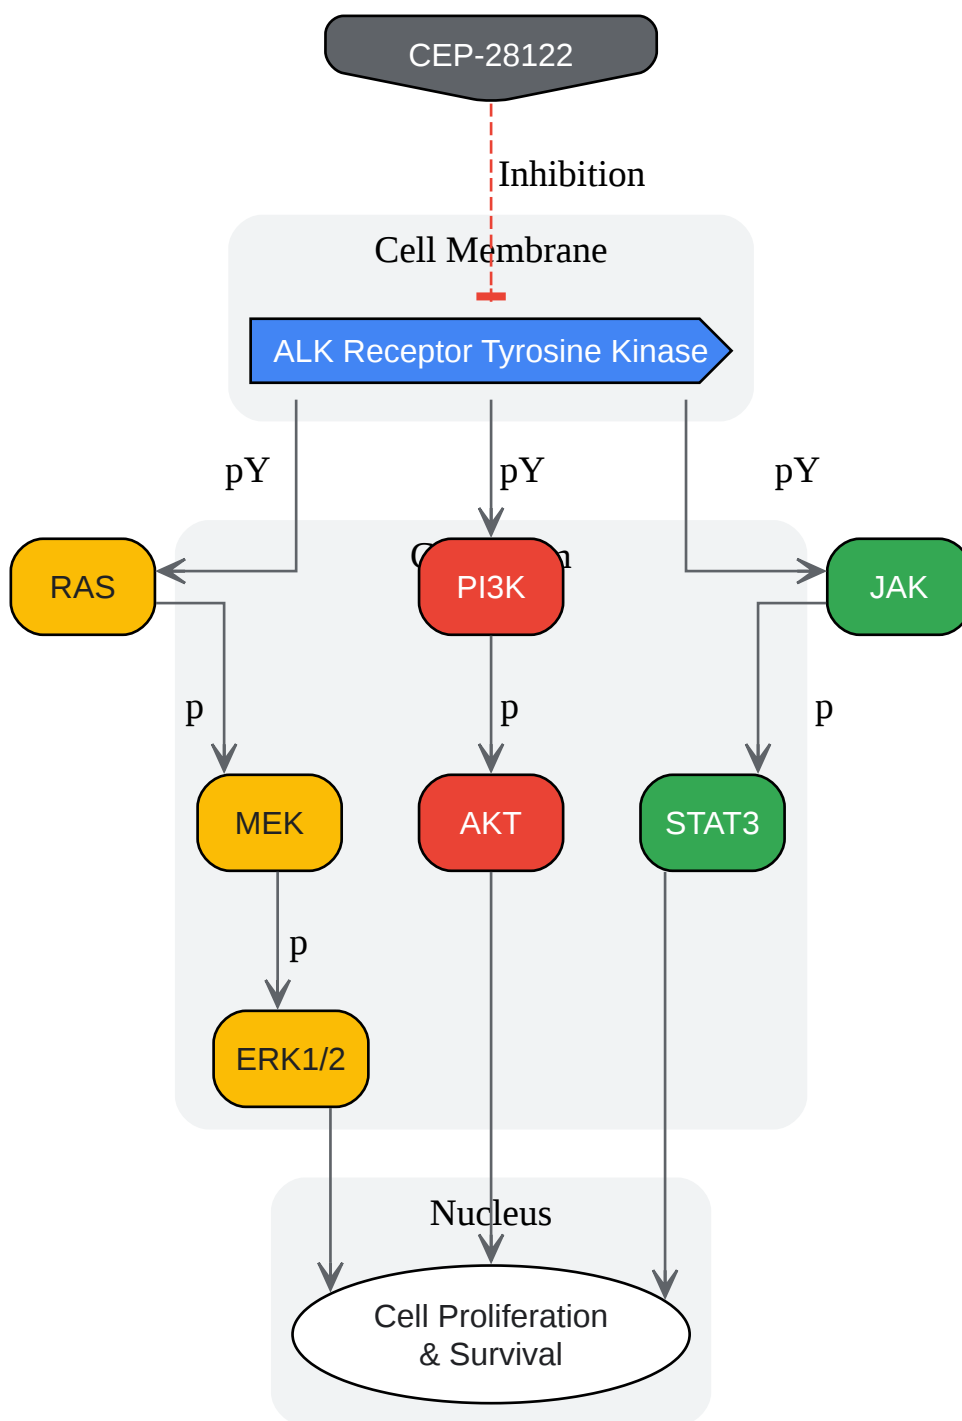 CEP-28122
Inhibition
Cell Membrane
ALK Receptor Tyrosine Kinase
pY
pY
pY
RAS
PI3K
JAK
p
p
p
MEK
AKT
STAT3
p
ERK1/2
Nucleus
Cell Proliferation
& Survival